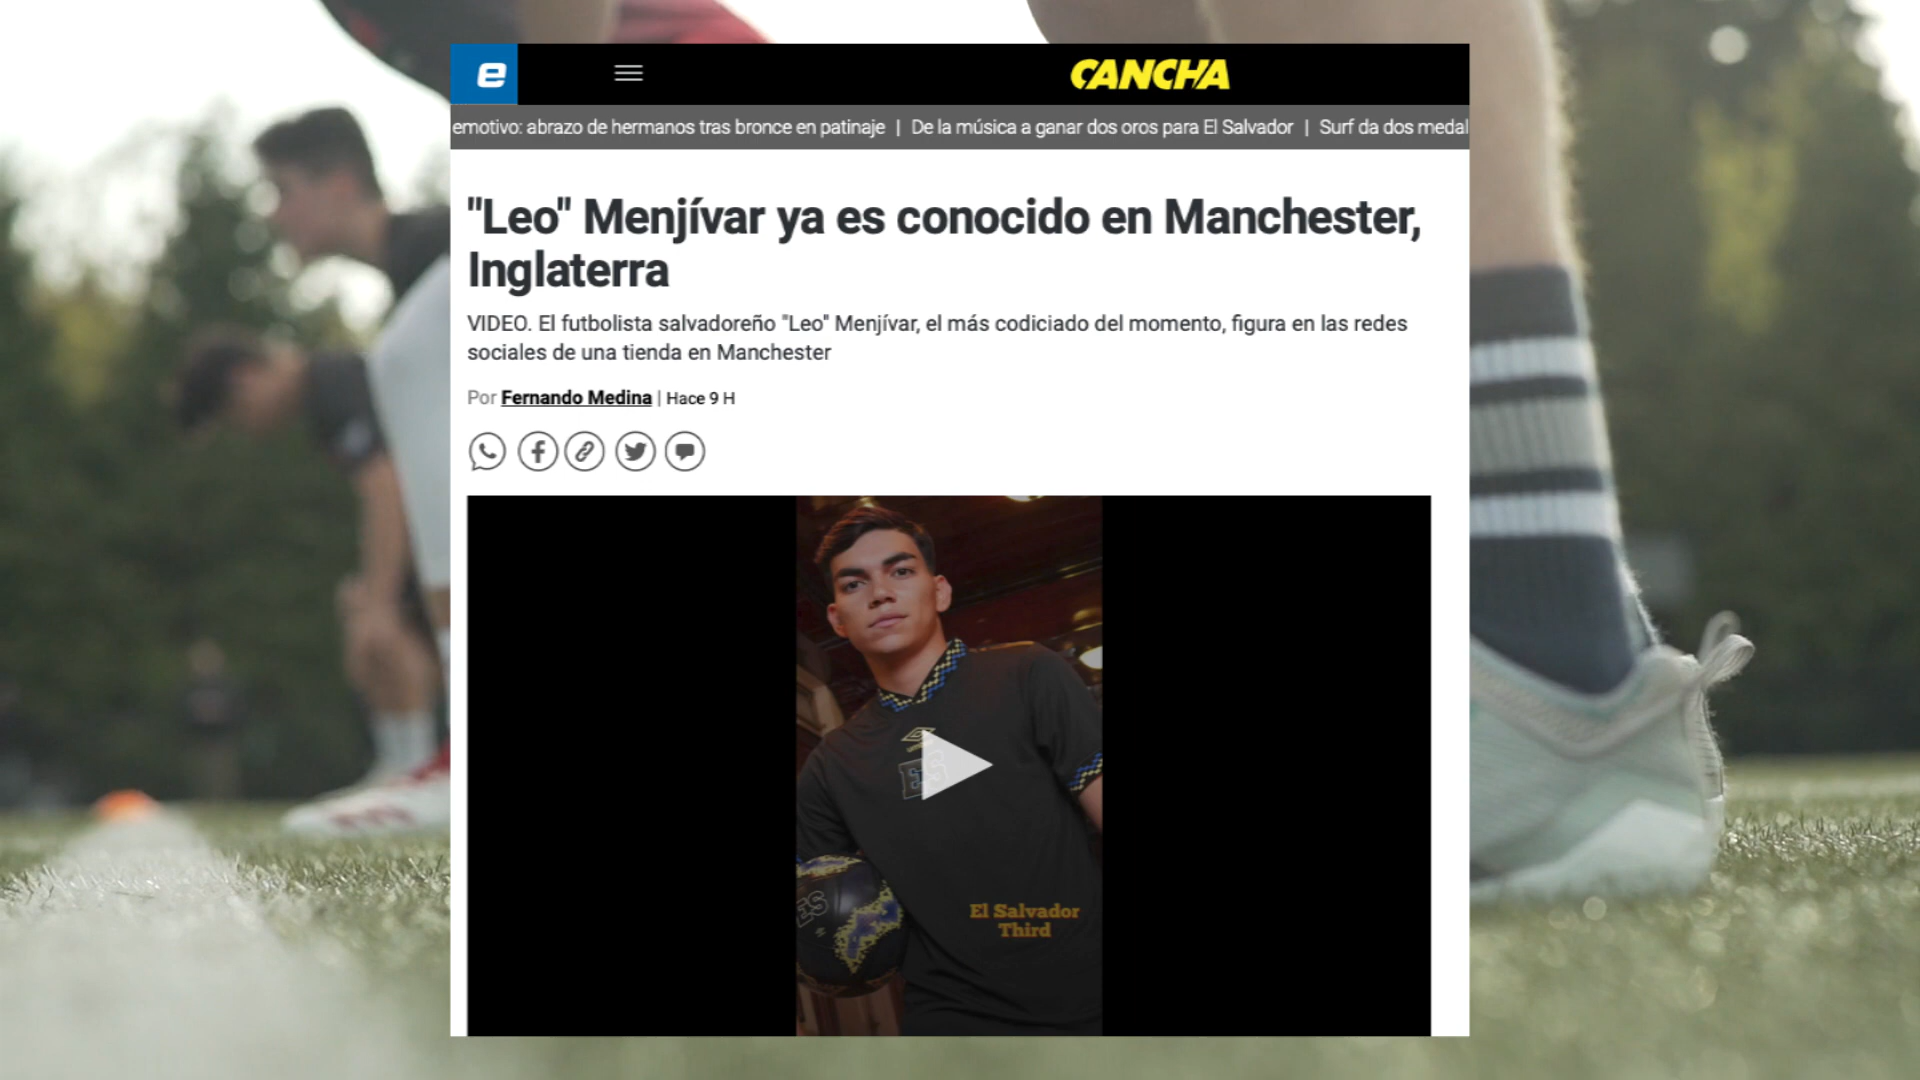 e
CANCHA
emotivo: abrazo de hermanos tras bronce en patinaje | De la música a ganar dos oros para El Salvador | Surf da dos medal
"Leo" Menjívar ya es conocido en Manchester,
Inglaterra
VIDEO. El futbolista salvadoreño "Leo" Menjívar, el más codiciado del momento, figura en las redes
sociales de una tienda en Manchester
Por Fernando Medina | Hace 9 H
ES
ES
El Salvador
Third